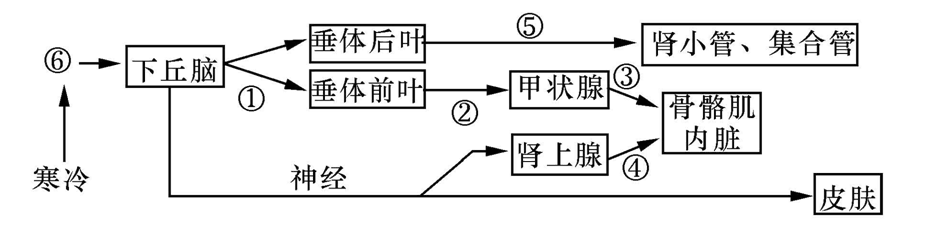 ⑥
下丘脑
垂体后叶
⑤
肾小管、集合管
①
垂体前叶
②
甲状腺
③
骨骼肌
内脏
肾上腺
④
寒冷
神经
皮肤